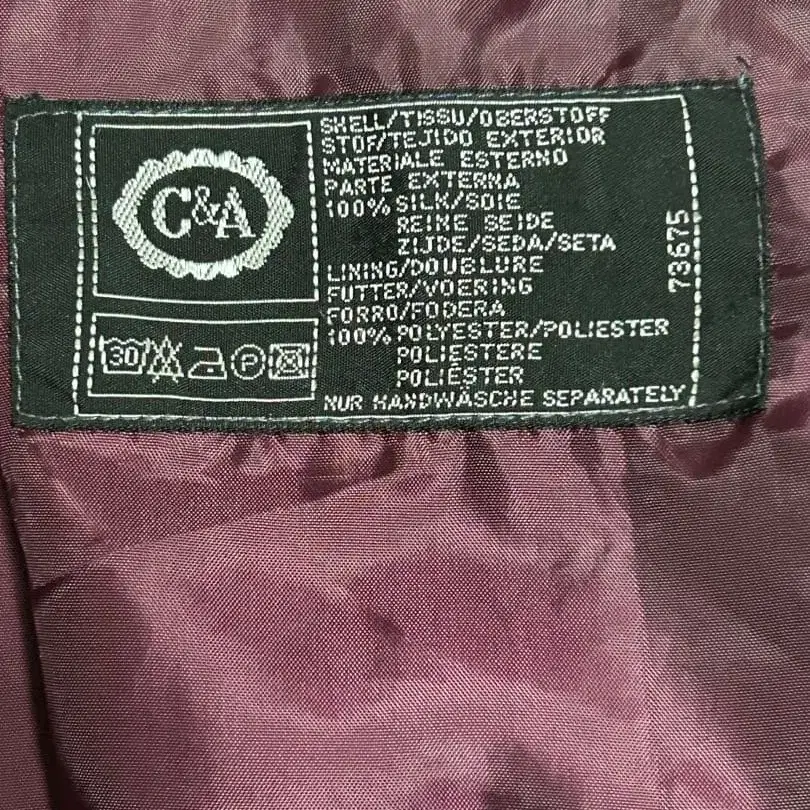 C&A
30
P
SHELL/TISSU/OBERSTOFF
STOF/TEJIDO EXTERIOR
MATERIALE ESTERNO
PARTE EXTERNA
100% SILK/SOIE
REINE SEIDE
ZIJDE/SEDA/SETA
LINING/DOUBLURE
FUTTER/VOERING
FORRO/FODERA
100% POLYESTER/POLIESTER
POLIESTERE
POLIÉSTER
NUR HANDWÄSCHE SEPARATELY
73675